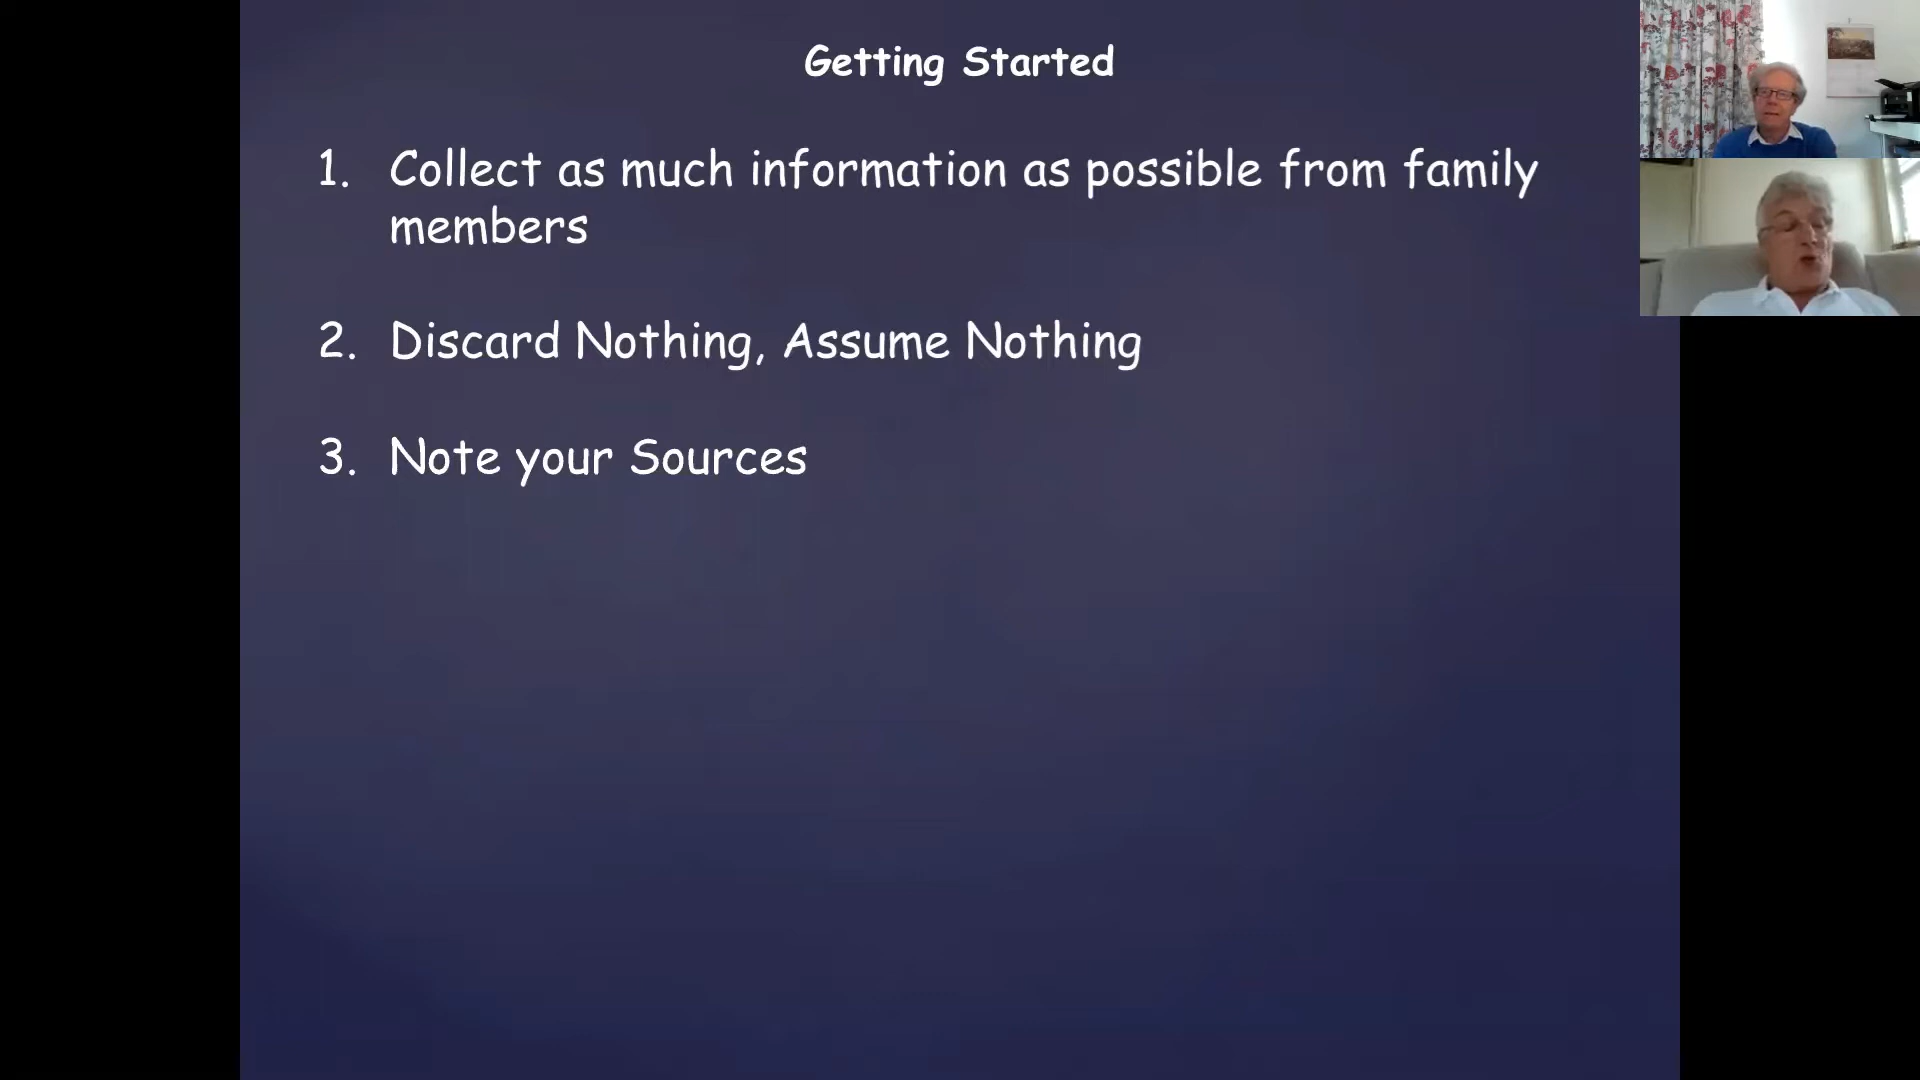 Getting Started
1. Collect as much information as possible from family
members
2. Discard Nothing, Assume Nothing
3. Note your Sources